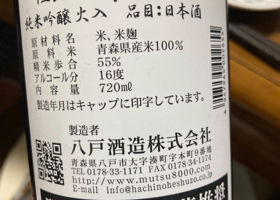 純米吟醸 火入 品目:日本酒
原材料名 米、米麹
原料米 青森県産米100%
精米歩合 55%
アルコール分 16度
内容量 720ml
製造年月はキャップに印字しています。
製造者
八戸酒造株式会社
青森県八戸市大字湊町字本町9番地
TEL 0178-33-1171 FAX 0178-34-1174
http://www.mutsu8000.com
E-mail info@hachinoheshuzo.co.jp